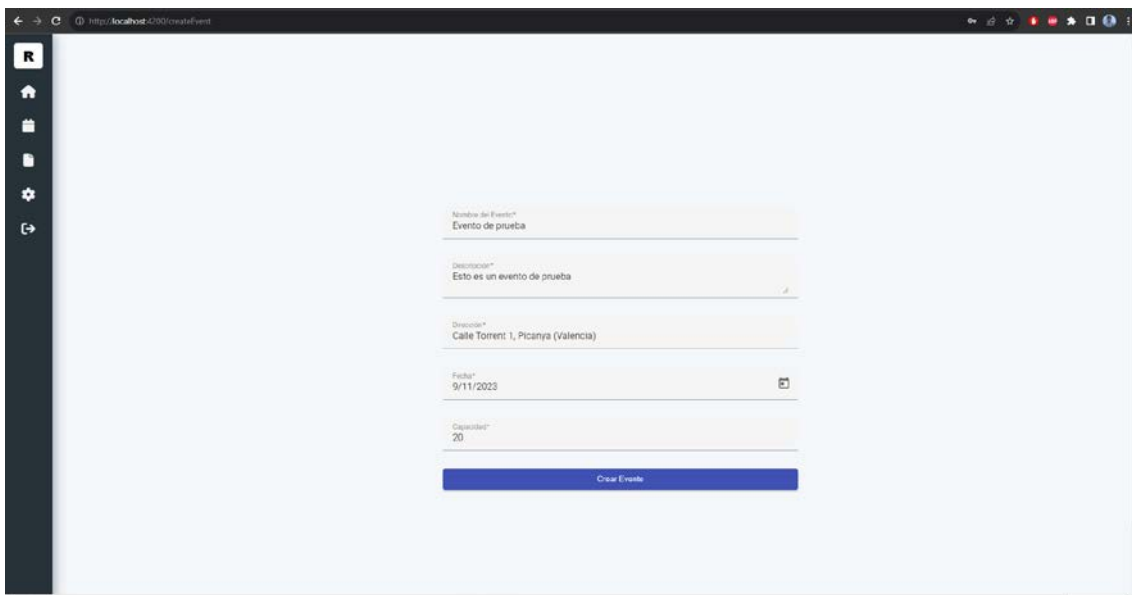 http://localhost:4200/createEvent
R
Nombre del Evento*
Evento de prueba
Descripción*
Esto es un evento de prueba
Dirección*
Calle Torrent 1, Picanya (Valencia)
Fecha*
9/11/2023
Capacidad*
20
Crear Evento